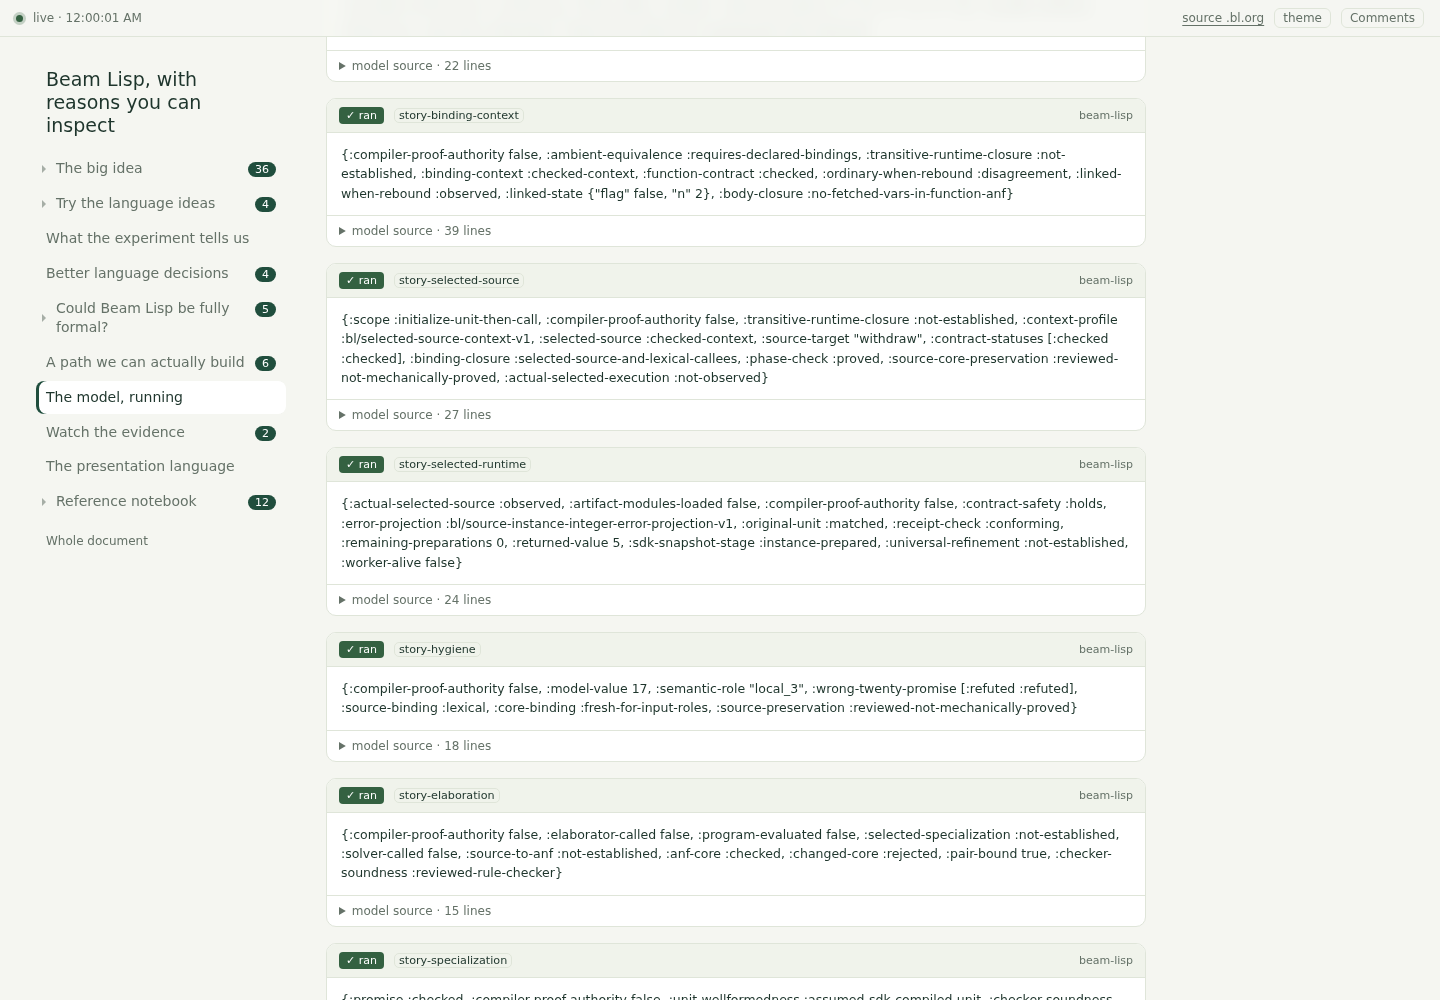 live · 12:00:01 AM
source .bl.org
theme
Comments
Beam Lisp, with
reasons you can
inspect
The big idea 36
Try the language ideas 4
What the experiment tells us
Better language decisions 4
Could Beam Lisp be fully
formal? 5
A path we can actually build 6
The model, running
Watch the evidence 2
The presentation language
Reference notebook 12
Whole document
model source · 22 lines
✓ ran story-binding-context beam-lisp
{:compiler-proof-authority false, :ambient-equivalence :requires-declared-bindings, :transitive-runtime-closure :not-
established, :binding-context :checked-context, :function-contract :checked, :ordinary-when-rebound :disagreement, :linked-
when-rebound :observed, :linked-state {"flag" false, "n" 2}, :body-closure :no-fetched-vars-in-function-anf}
model source · 39 lines
✓ ran story-selected-source beam-lisp
{:scope :initialize-unit-then-call, :compiler-proof-authority false, :transitive-runtime-closure :not-established, :context-profile
:bl/selected-source-context-v1, :selected-source :checked-context, :source-target "withdraw", :contract-statuses [:checked
:checked], :binding-closure :selected-source-and-lexical-callees, :phase-check :proved, :source-core-preservation :reviewed-
not-mechanically-proved, :actual-selected-execution :not-observed}
model source · 27 lines
✓ ran story-selected-runtime beam-lisp
{:actual-selected-source :observed, :artifact-modules-loaded false, :compiler-proof-authority false, :contract-safety :holds,
:error-projection :bl/source-instance-integer-error-projection-v1, :original-unit :matched, :receipt-check :conforming,
:remaining-preparations 0, :returned-value 5, :sdk-snapshot-stage :instance-prepared, :universal-refinement :not-established,
:worker-alive false}
model source · 24 lines
✓ ran story-hygiene beam-lisp
{:compiler-proof-authority false, :model-value 17, :semantic-role "local_3", :wrong-twenty-promise [:refuted :refuted],
:source-binding :lexical, :core-binding :fresh-for-input-roles, :source-preservation :reviewed-not-mechanically-proved}
model source · 18 lines
✓ ran story-elaboration beam-lisp
{:compiler-proof-authority false, :elaborator-called false, :program-evaluated false, :selected-specialization :not-established,
:solver-called false, :source-to-anf :not-established, :anf-core :checked, :changed-core :rejected, :pair-bound true, :checker-
soundness :reviewed-rule-checker}
model source · 15 lines
✓ ran story-specialization beam-lisp
{:promise :checked, :compiler-proof-authority false, :unit-wellformedness :assumed-sdk-compiled-unit, :checker-soundness